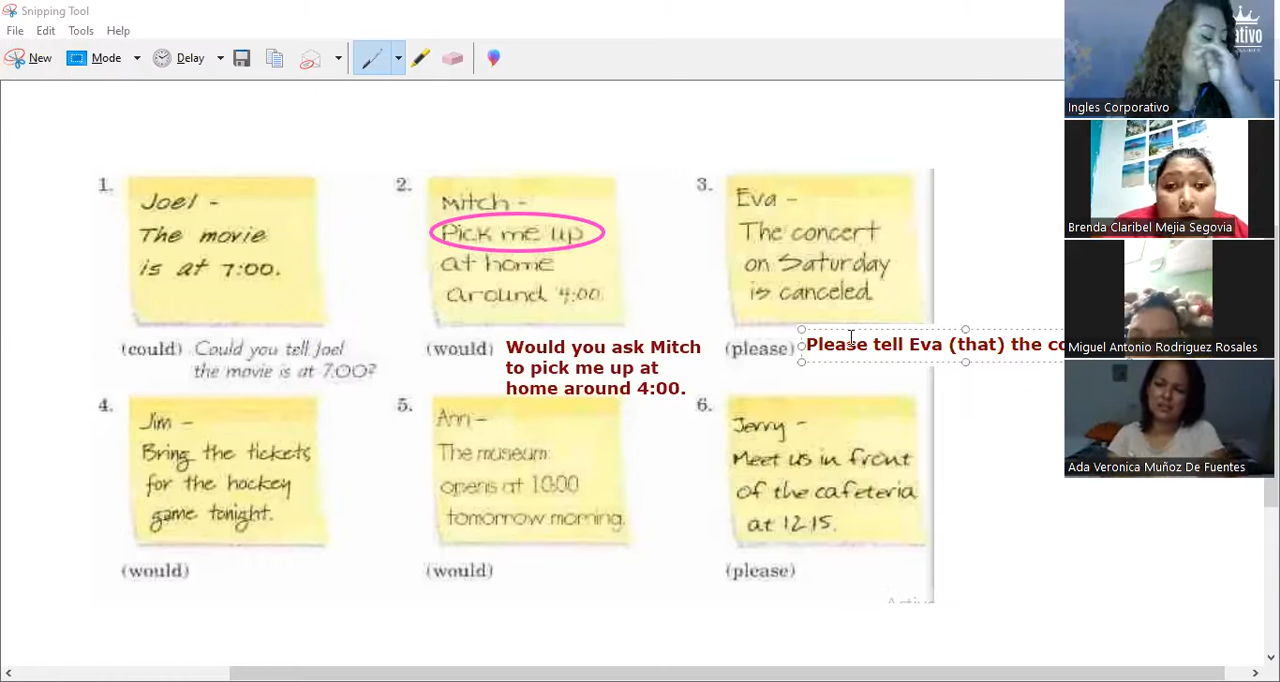 Snipping Tool
File Edit Tools Help
New Mode Delay
ativo
Ingles Corporativo
Brenda Claribel Mejia Segovia
Miguel Antonio Rodriguez Rosales
Ada Veronica Muñoz De Fuentes
1.
Joel -
The movie
is at 7:00.
(could) Could you tell Joel
the movie is at 7:00?
2.
Mitch -
Pick me up
at home
around 4:00.
(would) Would you ask Mitch
to pick me up at
home around 4:00.
3.
Eva -
The concert
on Saturday
is canceled.
(please) Please tell Eva (that) the co
4.
Jim -
Bring the tickets
for the hockey
game tonight.
(would)
5.
Ann -
The museum
opens at 10:00
tomorrow morning.
(would)
6.
Jerry -
Meet us in front
of the cafeteria
at 12:15.
(please)